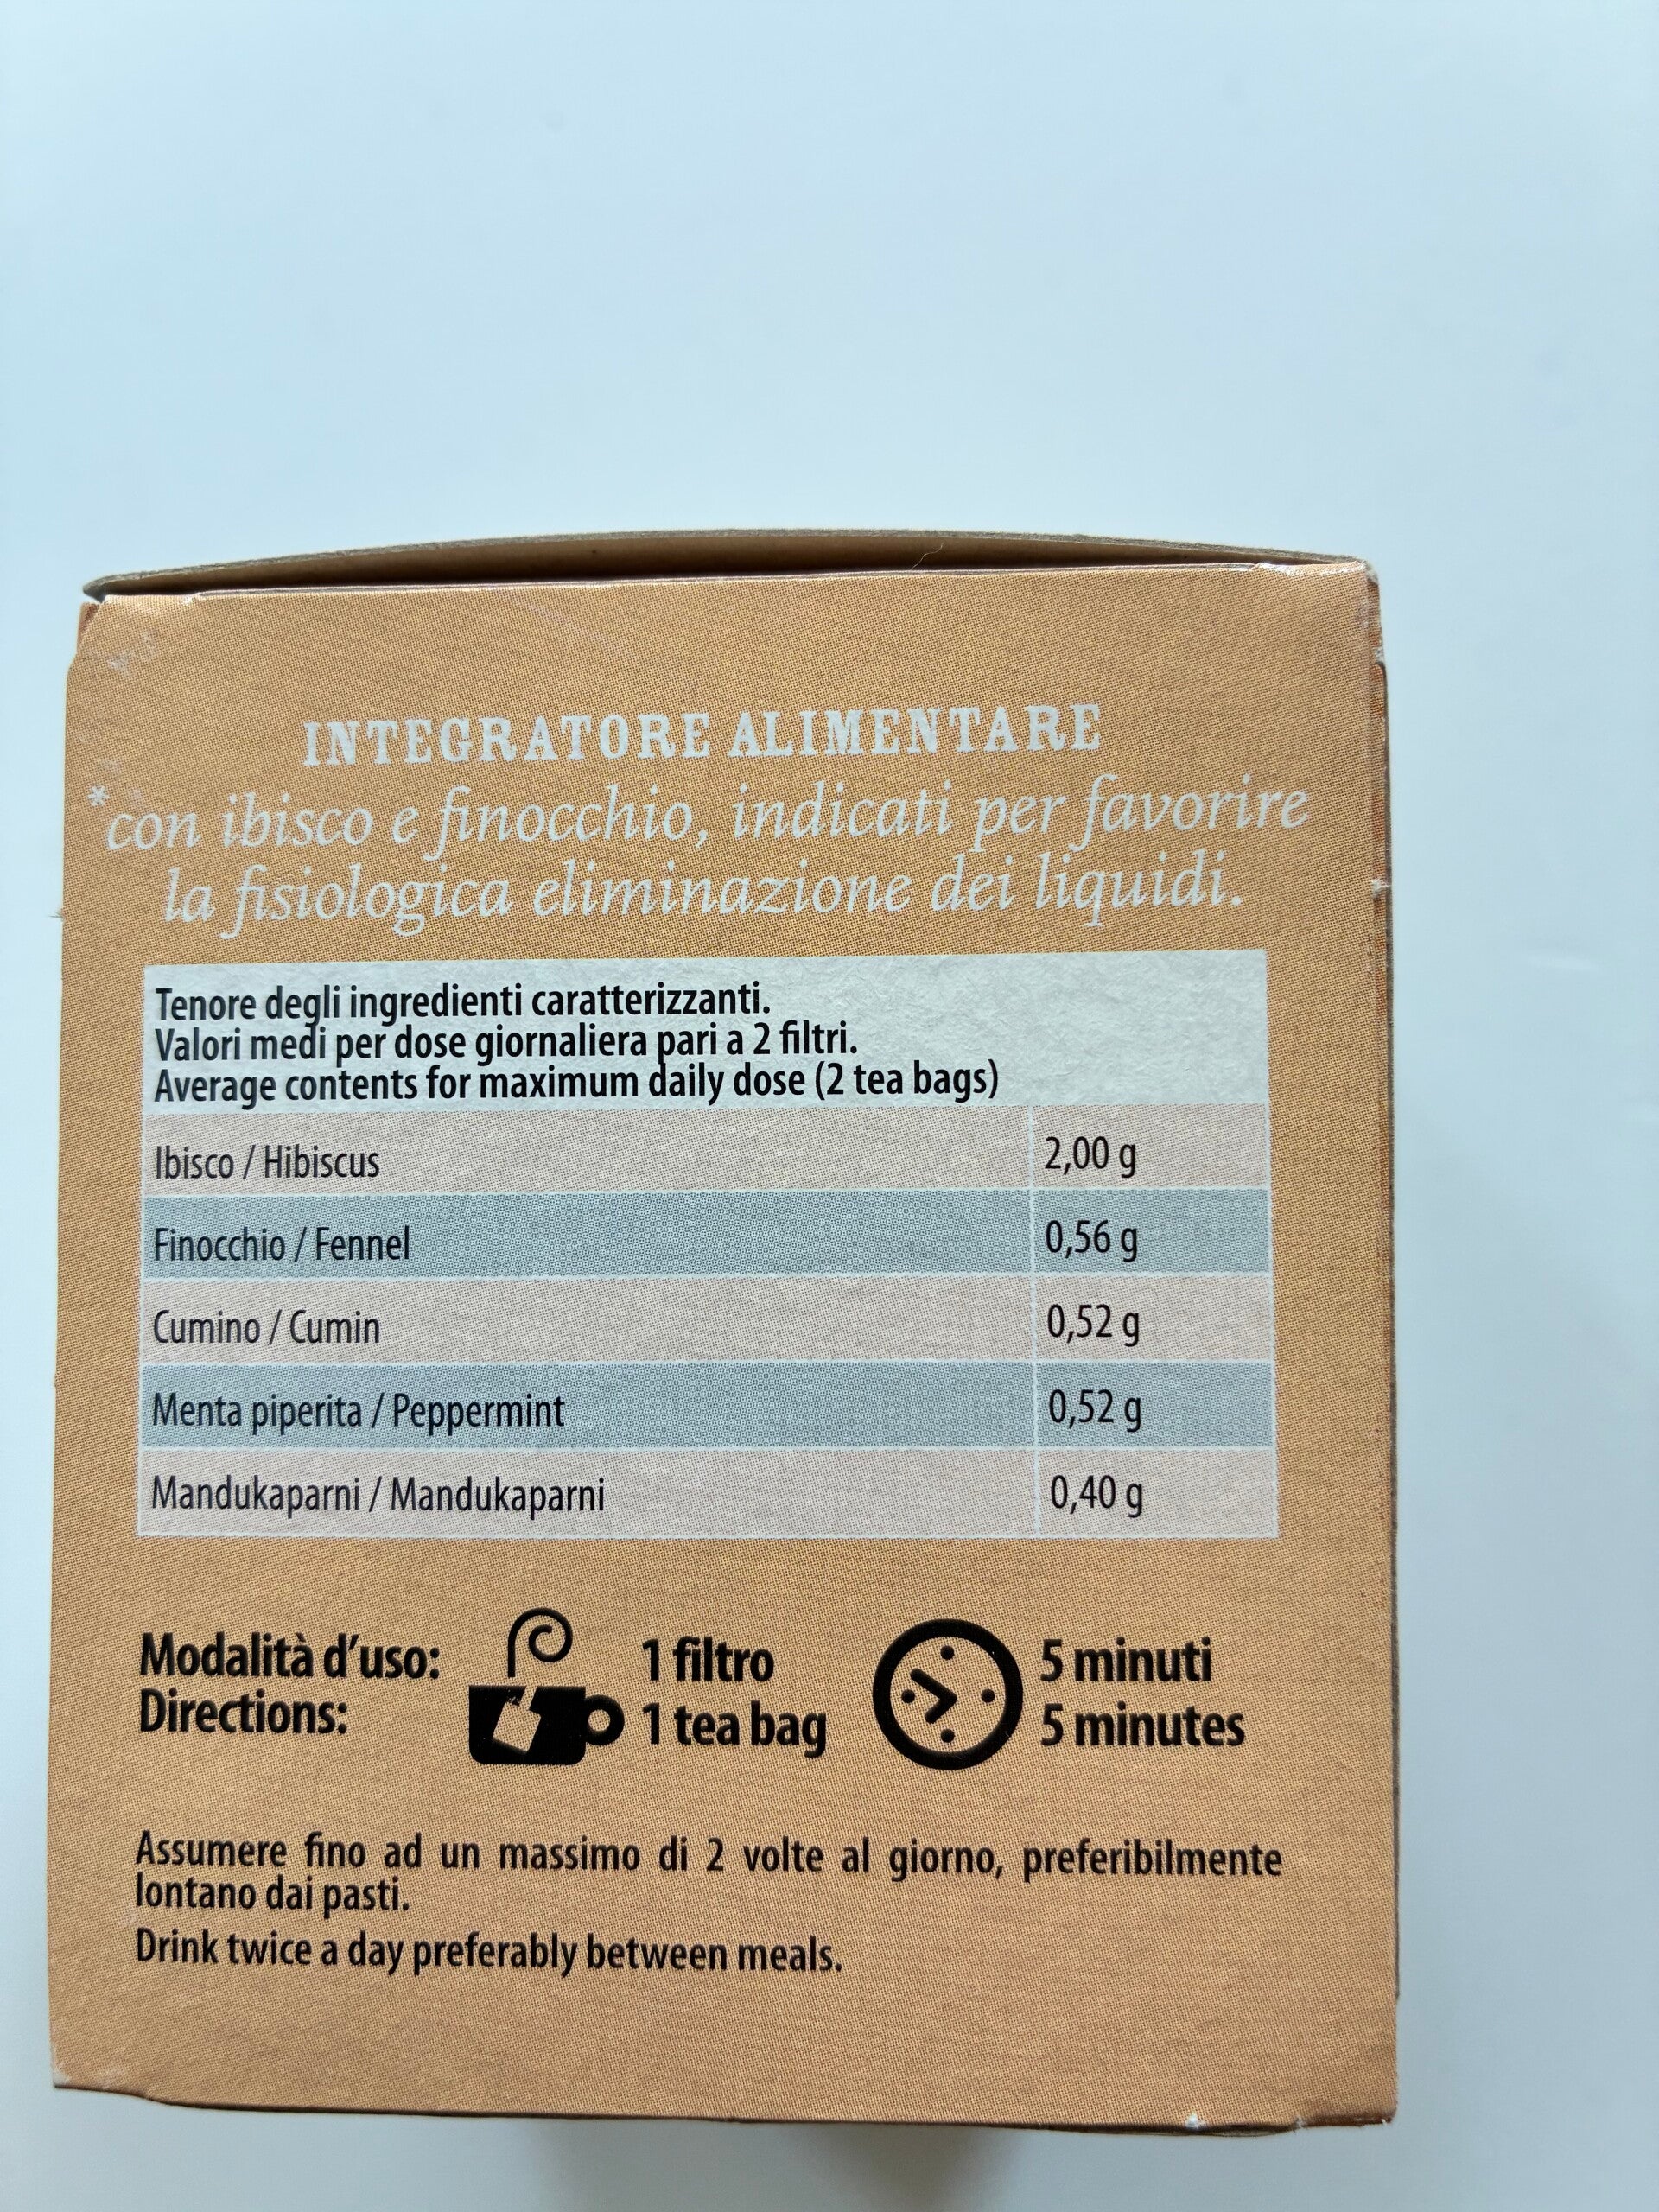 INTEGRATORE ALIMENTARE
*con ibisco e finocchio, indicati per favorire
la fisiologica eliminazione dei liquidi.
Tenore degli ingredienti caratterizzanti.
Valori medi per dose giornaliera pari a 2 filtri.
Average contents for maximum daily dose (2 tea bags)
Ibisco / Hibiscus 2,00 g
Finocchio / Fennel 0,56 g
Cumino / Cumin 0,52 g
Menta piperita / Peppermint 0,52 g
Mandukaparni / Mandukaparni 0,40 g
Modalità d'uso: 1 filtro 5 minuti
Directions: 1 tea bag 5 minutes
Assumere fino ad un massimo di 2 volte al giorno, preferibilmente
lontano dai pasti.
Drink twice a day preferably between meals.